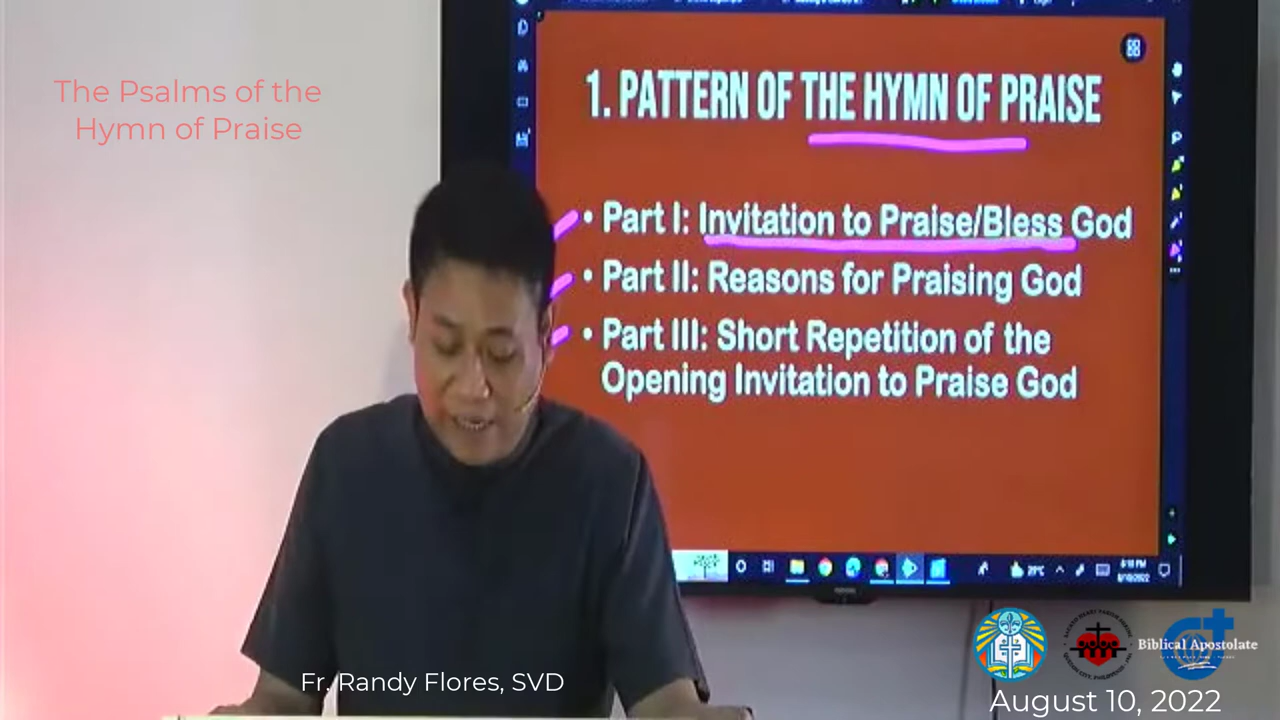 The Psalms of the
Hymn of Praise
1. PATTERN OF THE HYMN OF PRAISE
• Part I: Invitation to Praise/Bless God
• Part II: Reasons for Praising God
• Part III: Short Repetition of the
Opening Invitation to Praise God
Fr. Randy Flores, SVD
Biblical Apostolate
August 10, 2022